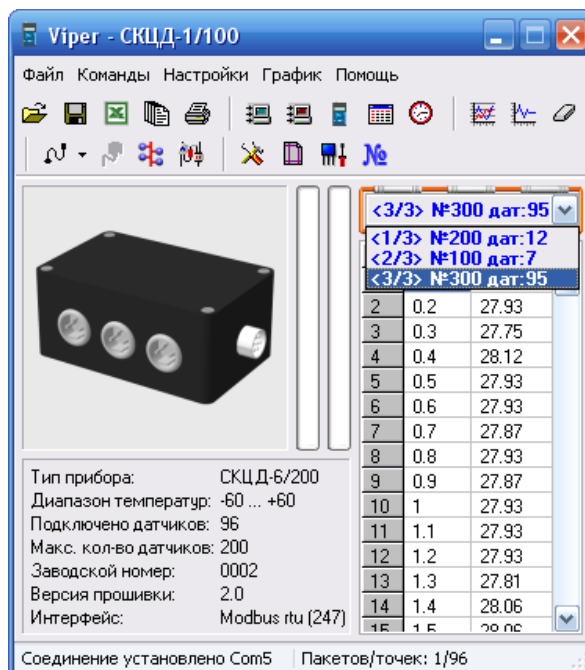 Viper - СКЦД-1/100
Файл Команды Настройки График Помощь
№
<3/3> №300 дат:95
<1/3> №200 дат:12
<2/3> №100 дат:7
<3/3> №300 дат:95
2 0.2 27.93
3 0.3 27.75
4 0.4 28.12
5 0.5 27.93
6 0.6 27.93
7 0.7 27.87
8 0.8 27.93
9 0.9 27.87
10 1 27.93
11 1.1 27.93
12 1.2 27.93
13 1.3 27.81
14 1.4 28.06
15 1.5 28.06
Тип прибора: СКЦД-6/200
Диапазон температур: -60 ... +60
Подключено датчиков: 96
Макс. кол-во датчиков: 200
Заводской номер: 0002
Версия прошивки: 2.0
Интерфейс: Modbus rtu (247)
Соединение установлено Com5 Пакетов/точек: 1/96